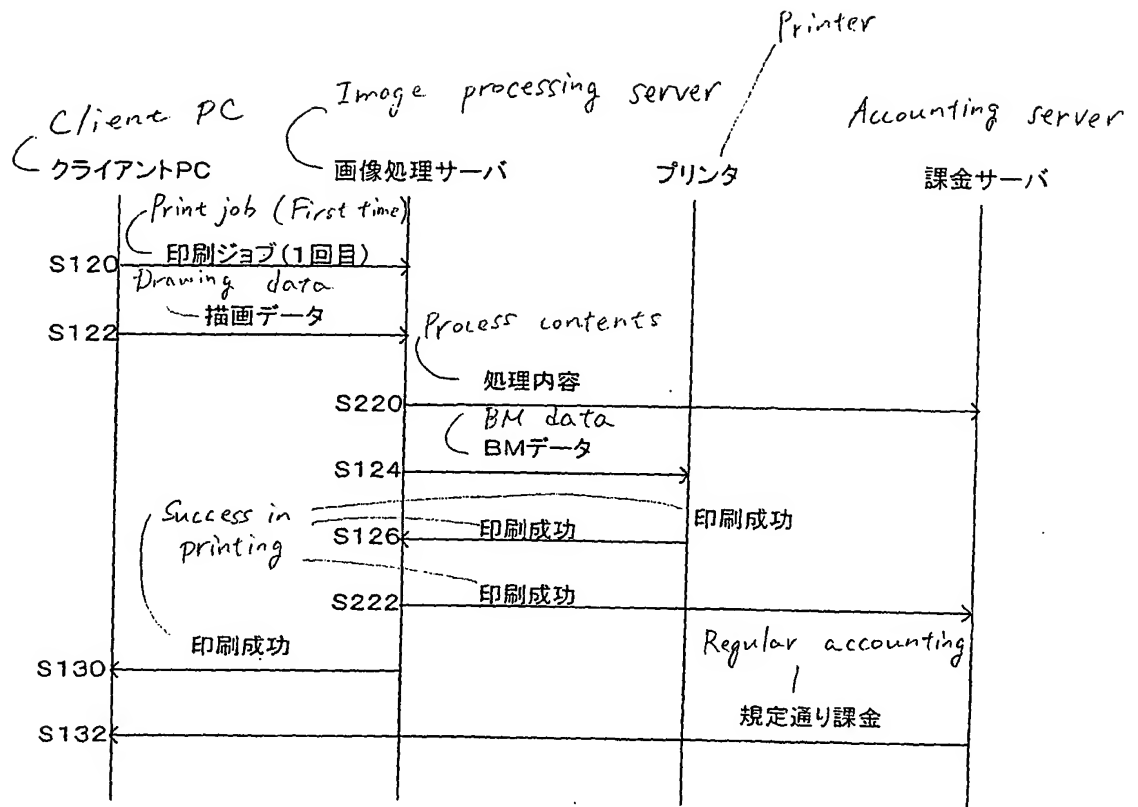 Printer
Client PC
Image processing server
Accounting server
クライアントPC
画像処理サーバ
プリンタ
課金サーバ
Print job (First time)
印刷ジョブ(1回目)
S120
Drawing data
描画データ
S122
Process contents
処理内容
S220
BM data
BMデータ
S124
Success in
printing
印刷成功
印刷成功
S126
印刷成功
S222
印刷成功
S130
Regular accounting
規定通り課金
S132